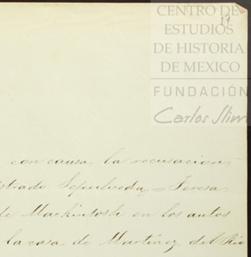 CENTRO DE
ESTUDIOS
DE HISTORIA
DE MEXICO
FUNDACIÓN
Carlos Slim
con causa la recusacion
istrado Sepulveda = Teresa
de Mackintosh en los autos
la casa de Martinez del Rio